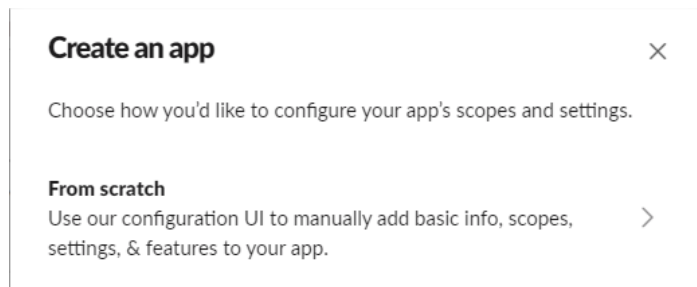 Create an app
Choose how you'd like to configure your app's scopes and settings.
From scratch
Use our configuration UI to manually add basic info, scopes,
settings, & features to your app.